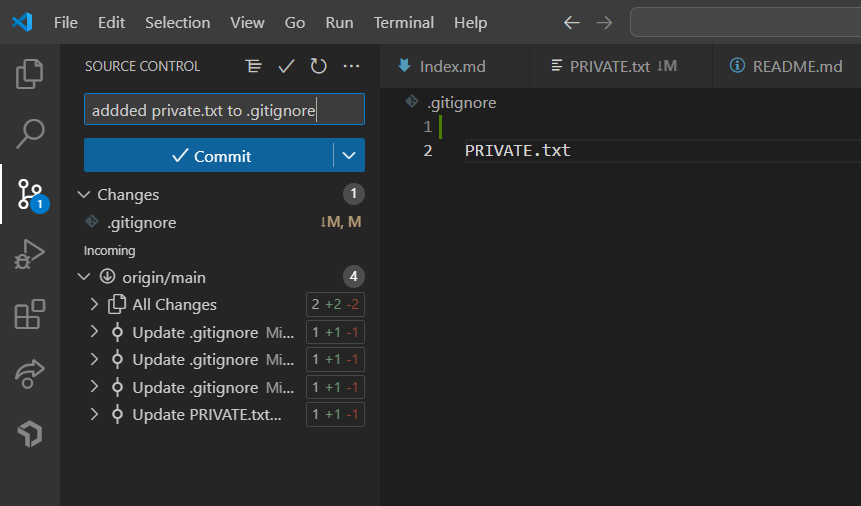 File Edit Selection View Go Run Terminal Help
SOURCE CONTROL
addded private.txt to .gitignore
Commit
Changes 1
.gitignore ↓M, M
Incoming
origin/main 4
All Changes 2 +2 -2
Update .gitignore Mi... 1 +1 -1
Update .gitignore Mi... 1 +1 -1
Update .gitignore Mi... 1 +1 -1
Update PRIVATE.txt... 1 +1 -1
1
Index.md PRIVATE.txt ↓M README.md
.gitignore
1
2 PRIVATE.txt